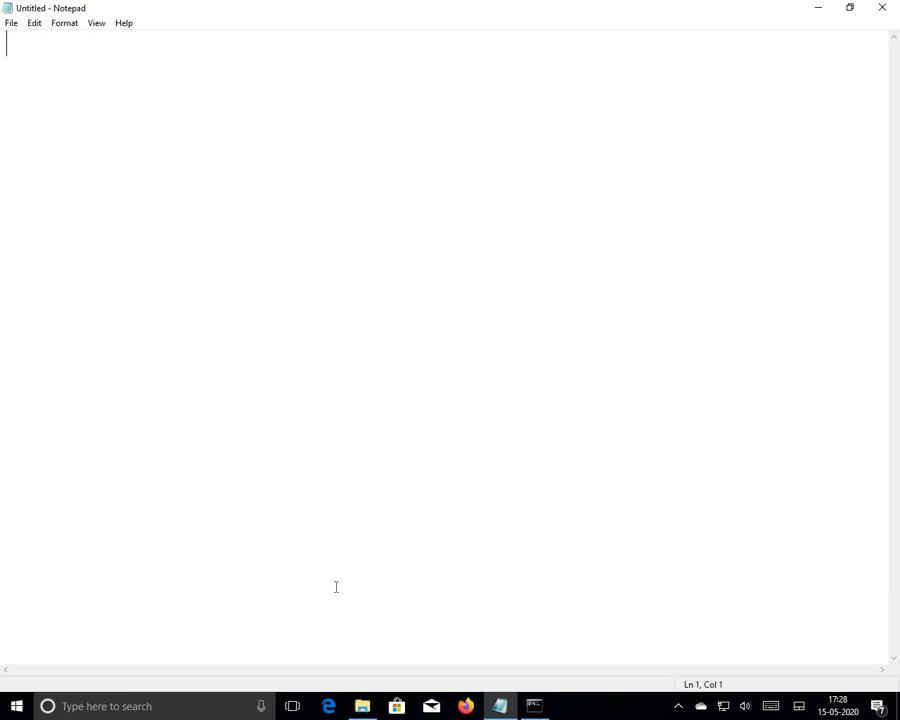 Untitled - Notepad
File Edit Format View Help
Ln 1, Col 1
Type here to search
17:28
15-05-2020
7